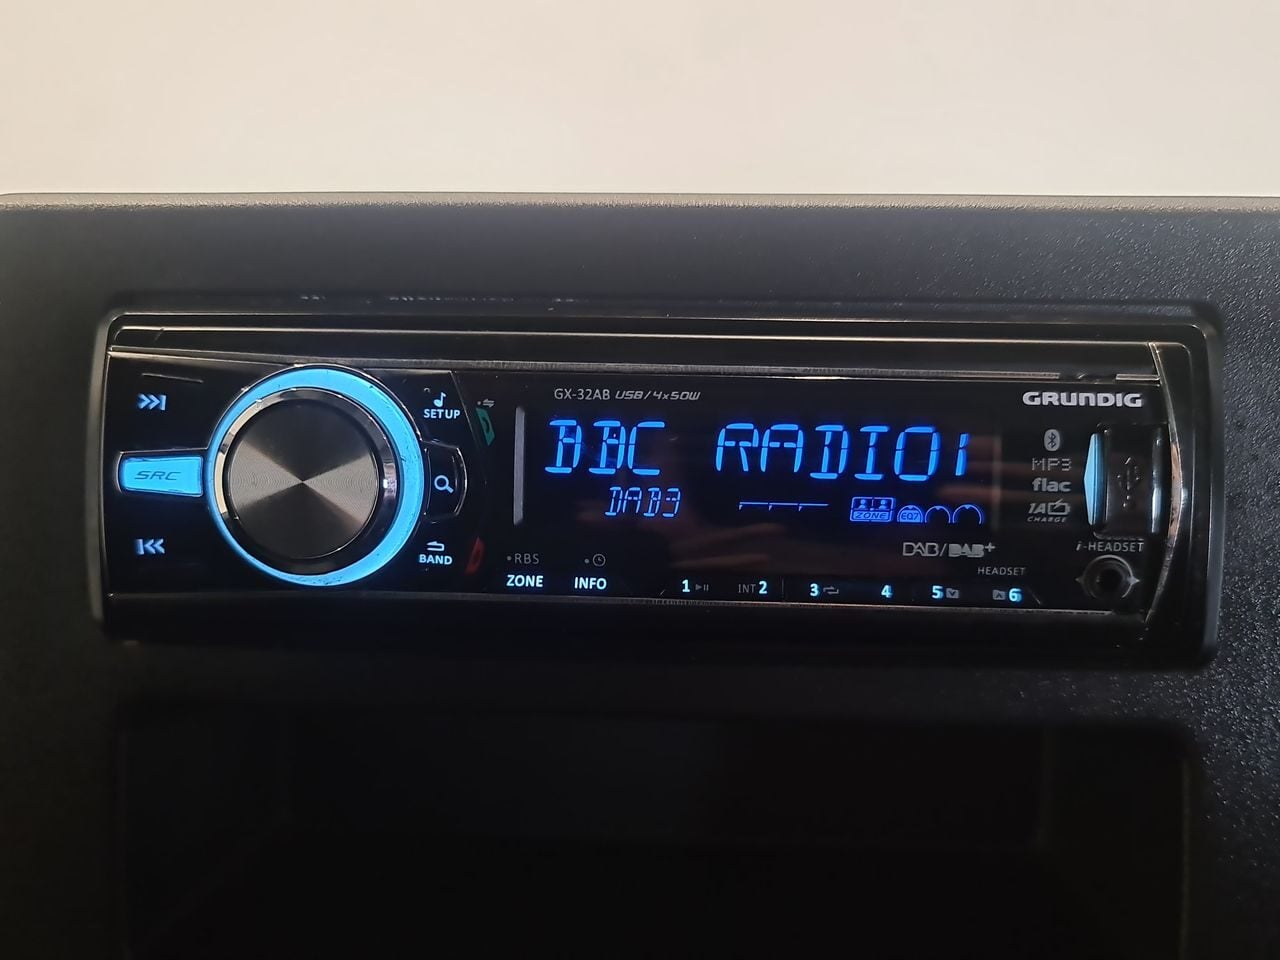 GX-32AB USB/4x50W
GRUNDIG
SETUP
BBC RADIO1
MP3
SRC
flac
DAB3
ZONE
EQ7
1A
CHARGE
BAND
DAB/DAB+
i-HEADSET
RBS
HEADSET
ZONE
INFO
1
INT 2
3
4
5
6